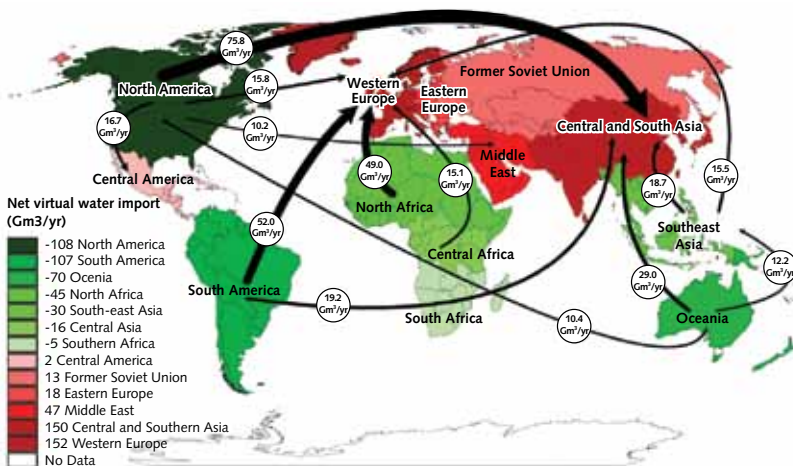 75.8
Gm³/yr
North America
15.8
Gm³/yr
Western
Europe
Eastern
Europe
Former Soviet Union
16.7
Gm³/yr
10.2
Gm³/yr
Central and South Asia
Middle
East
Central America
49.0
Gm³/yr
15.1
Gm³/yr
18.7
Gm³/yr
15.5
Gm³/yr
North Africa
52.0
Gm³/yr
Southeast
Asia
Central Africa
12.2
Gm³/yr
South America
29.0
Gm³/yr
19.2
Gm³/yr
South Africa
10.4
Gm³/yr
Oceania
Net virtual water import
(Gm3/yr)
-108 North America
-107 South America
-70 Ocenia
-45 North Africa
-30 South-east Asia
-16 Central Asia
-5 Southern Africa
2 Central America
13 Former Soviet Union
18 Eastern Europe
47 Middle East
150 Central and Southern Asia
152 Western Europe
No Data